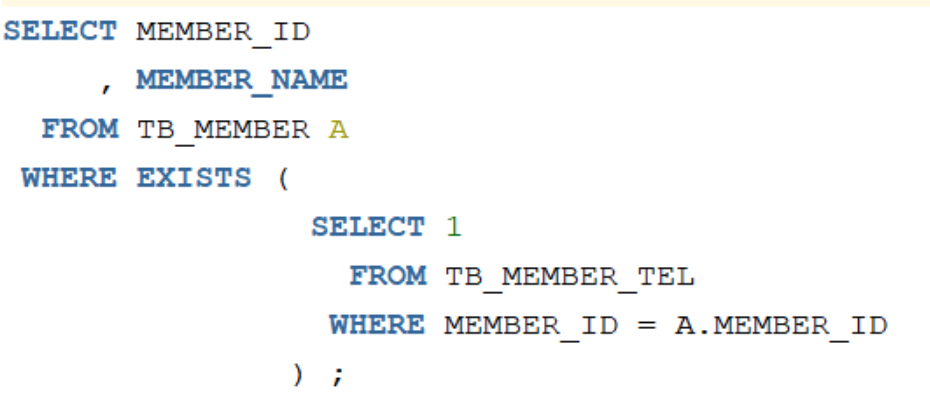 SELECT MEMBER_ID
, MEMBER_NAME
FROM TB_MEMBER A
WHERE EXISTS (
SELECT 1
FROM TB_MEMBER_TEL
WHERE MEMBER_ID = A.MEMBER_ID
) ;